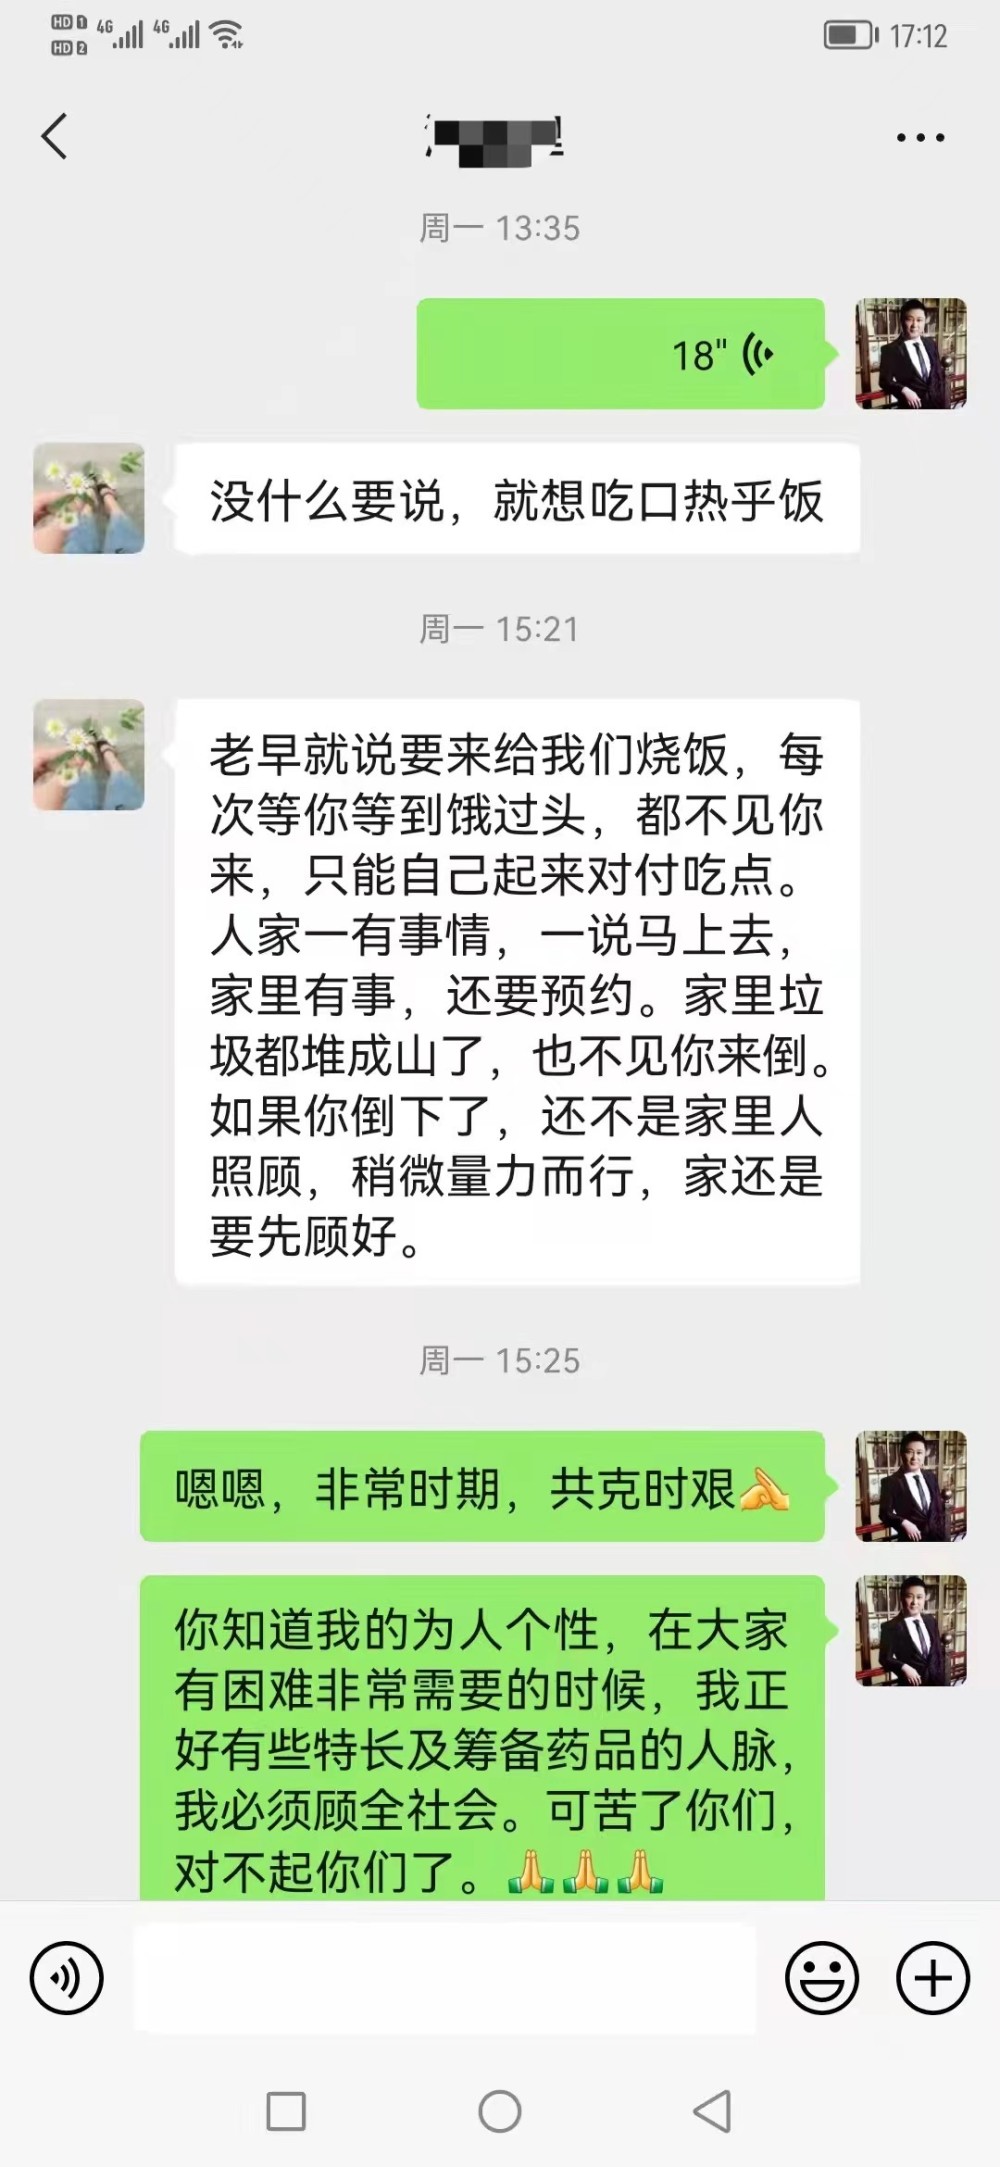 HD 1 4G 4G 17:12
HD 2
周一 13:35
18"
没什么要说，就想吃口热乎饭
周一 15:21
老早就说要来给我们烧饭，每
次等你等到饿过头，都不见你
来，只能自己起来对付吃点。
人家一有事情，一说马上去，
家里有事，还要预约。家里垃
圾都堆成山了，也不见你来倒。
如果你倒下了，还不是家里人
照顾，稍微量力而行，家还是
要先顾好。
周一 15:25
嗯嗯，非常时期，共克时艰
你知道我的为人个性，在大家
有困难非常需要的时候，我正
好有些特长及筹备药品的人脉，
我必须顾全社会。可苦了你们，
对不起你们了。🙏🙏🙏